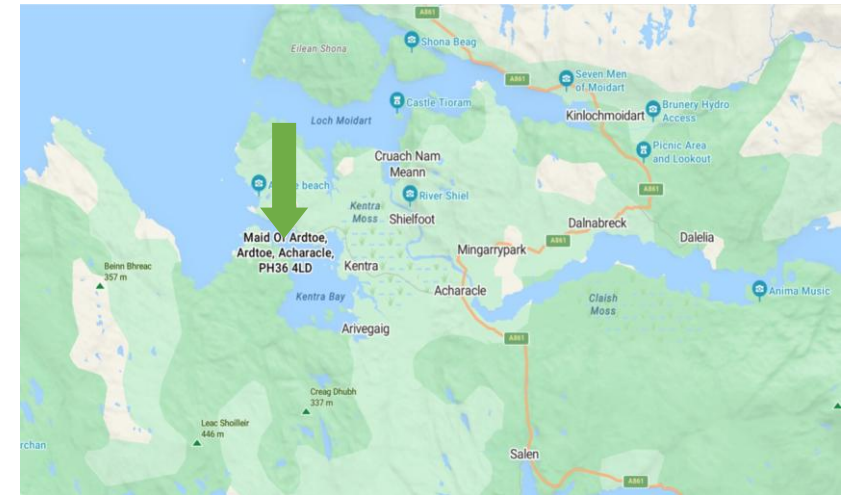 A861
Eilean Shona
Shona Beag
A861
Seven Men
of Moidart
Castle Tioram
Brunery Hydro
Access
Kinlochmoidart
Loch Moidart
Picnic Area
and Lookout
Cruach Nam
Meann
beach
River Shiel
A861
Kentra
Moss
Shielfoot
Dalnabreck
Maid Of Ardtoe,
Ardtoe, Acharacle,
PH36 4LD
A861
Dalelia
Mingarrypark
Beinn Bhreac
357 m
Kentra
Acharacle
Anima Music
Kentra Bay
Claish
Moss
Arivegaig
A861
Creag Dhubh
337 m
Leac Shoilleir
446 m
rchan
Salen
A861